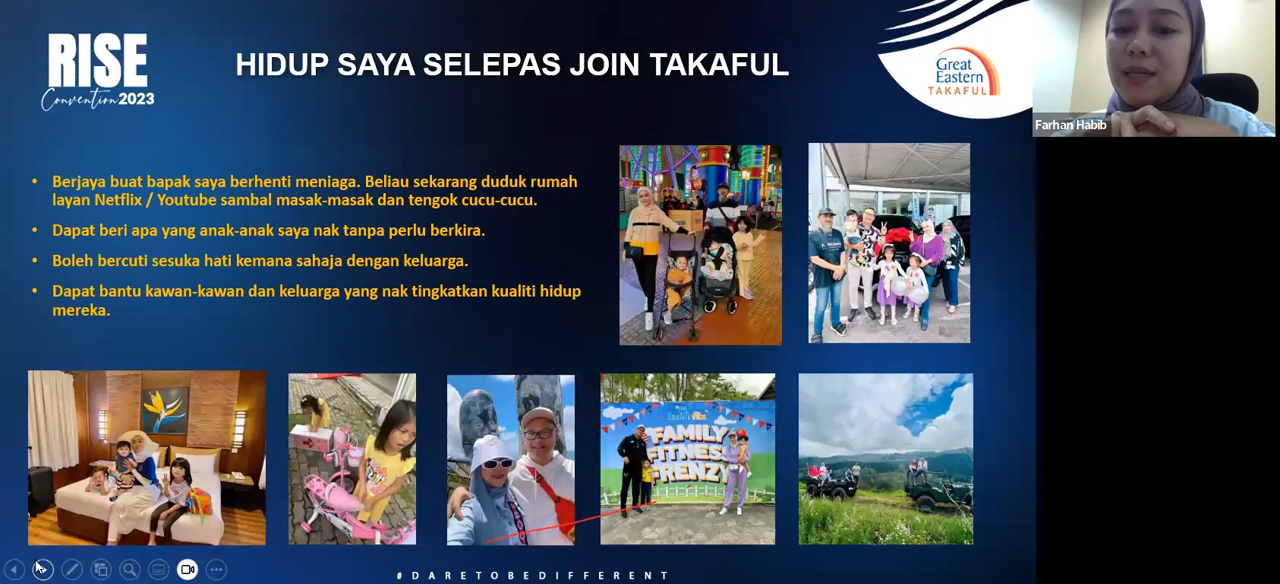 RISE
Convention 2023
HIDUP SAYA SELEPAS JOIN TAKAFUL
Great
Eastern
TAKAFUL
Farhan Habib
• Berjaya buat bapak saya berhenti meniaga. Beliau sekarang duduk rumah
layan Netflix / Youtube sambal masak-masak dan tengok cucu-cucu.
• Dapat beri apa yang anak-anak saya nak tanpa perlu berkira.
• Boleh bercuti sesuka hati kemana sahaja dengan keluarga.
• Dapat bantu kawan-kawan dan keluarga yang nak tingkatkan kualiti hidup
mereka.
FAMILY
FITNESS
FRENZY
#DARETOBEDIFFERENT